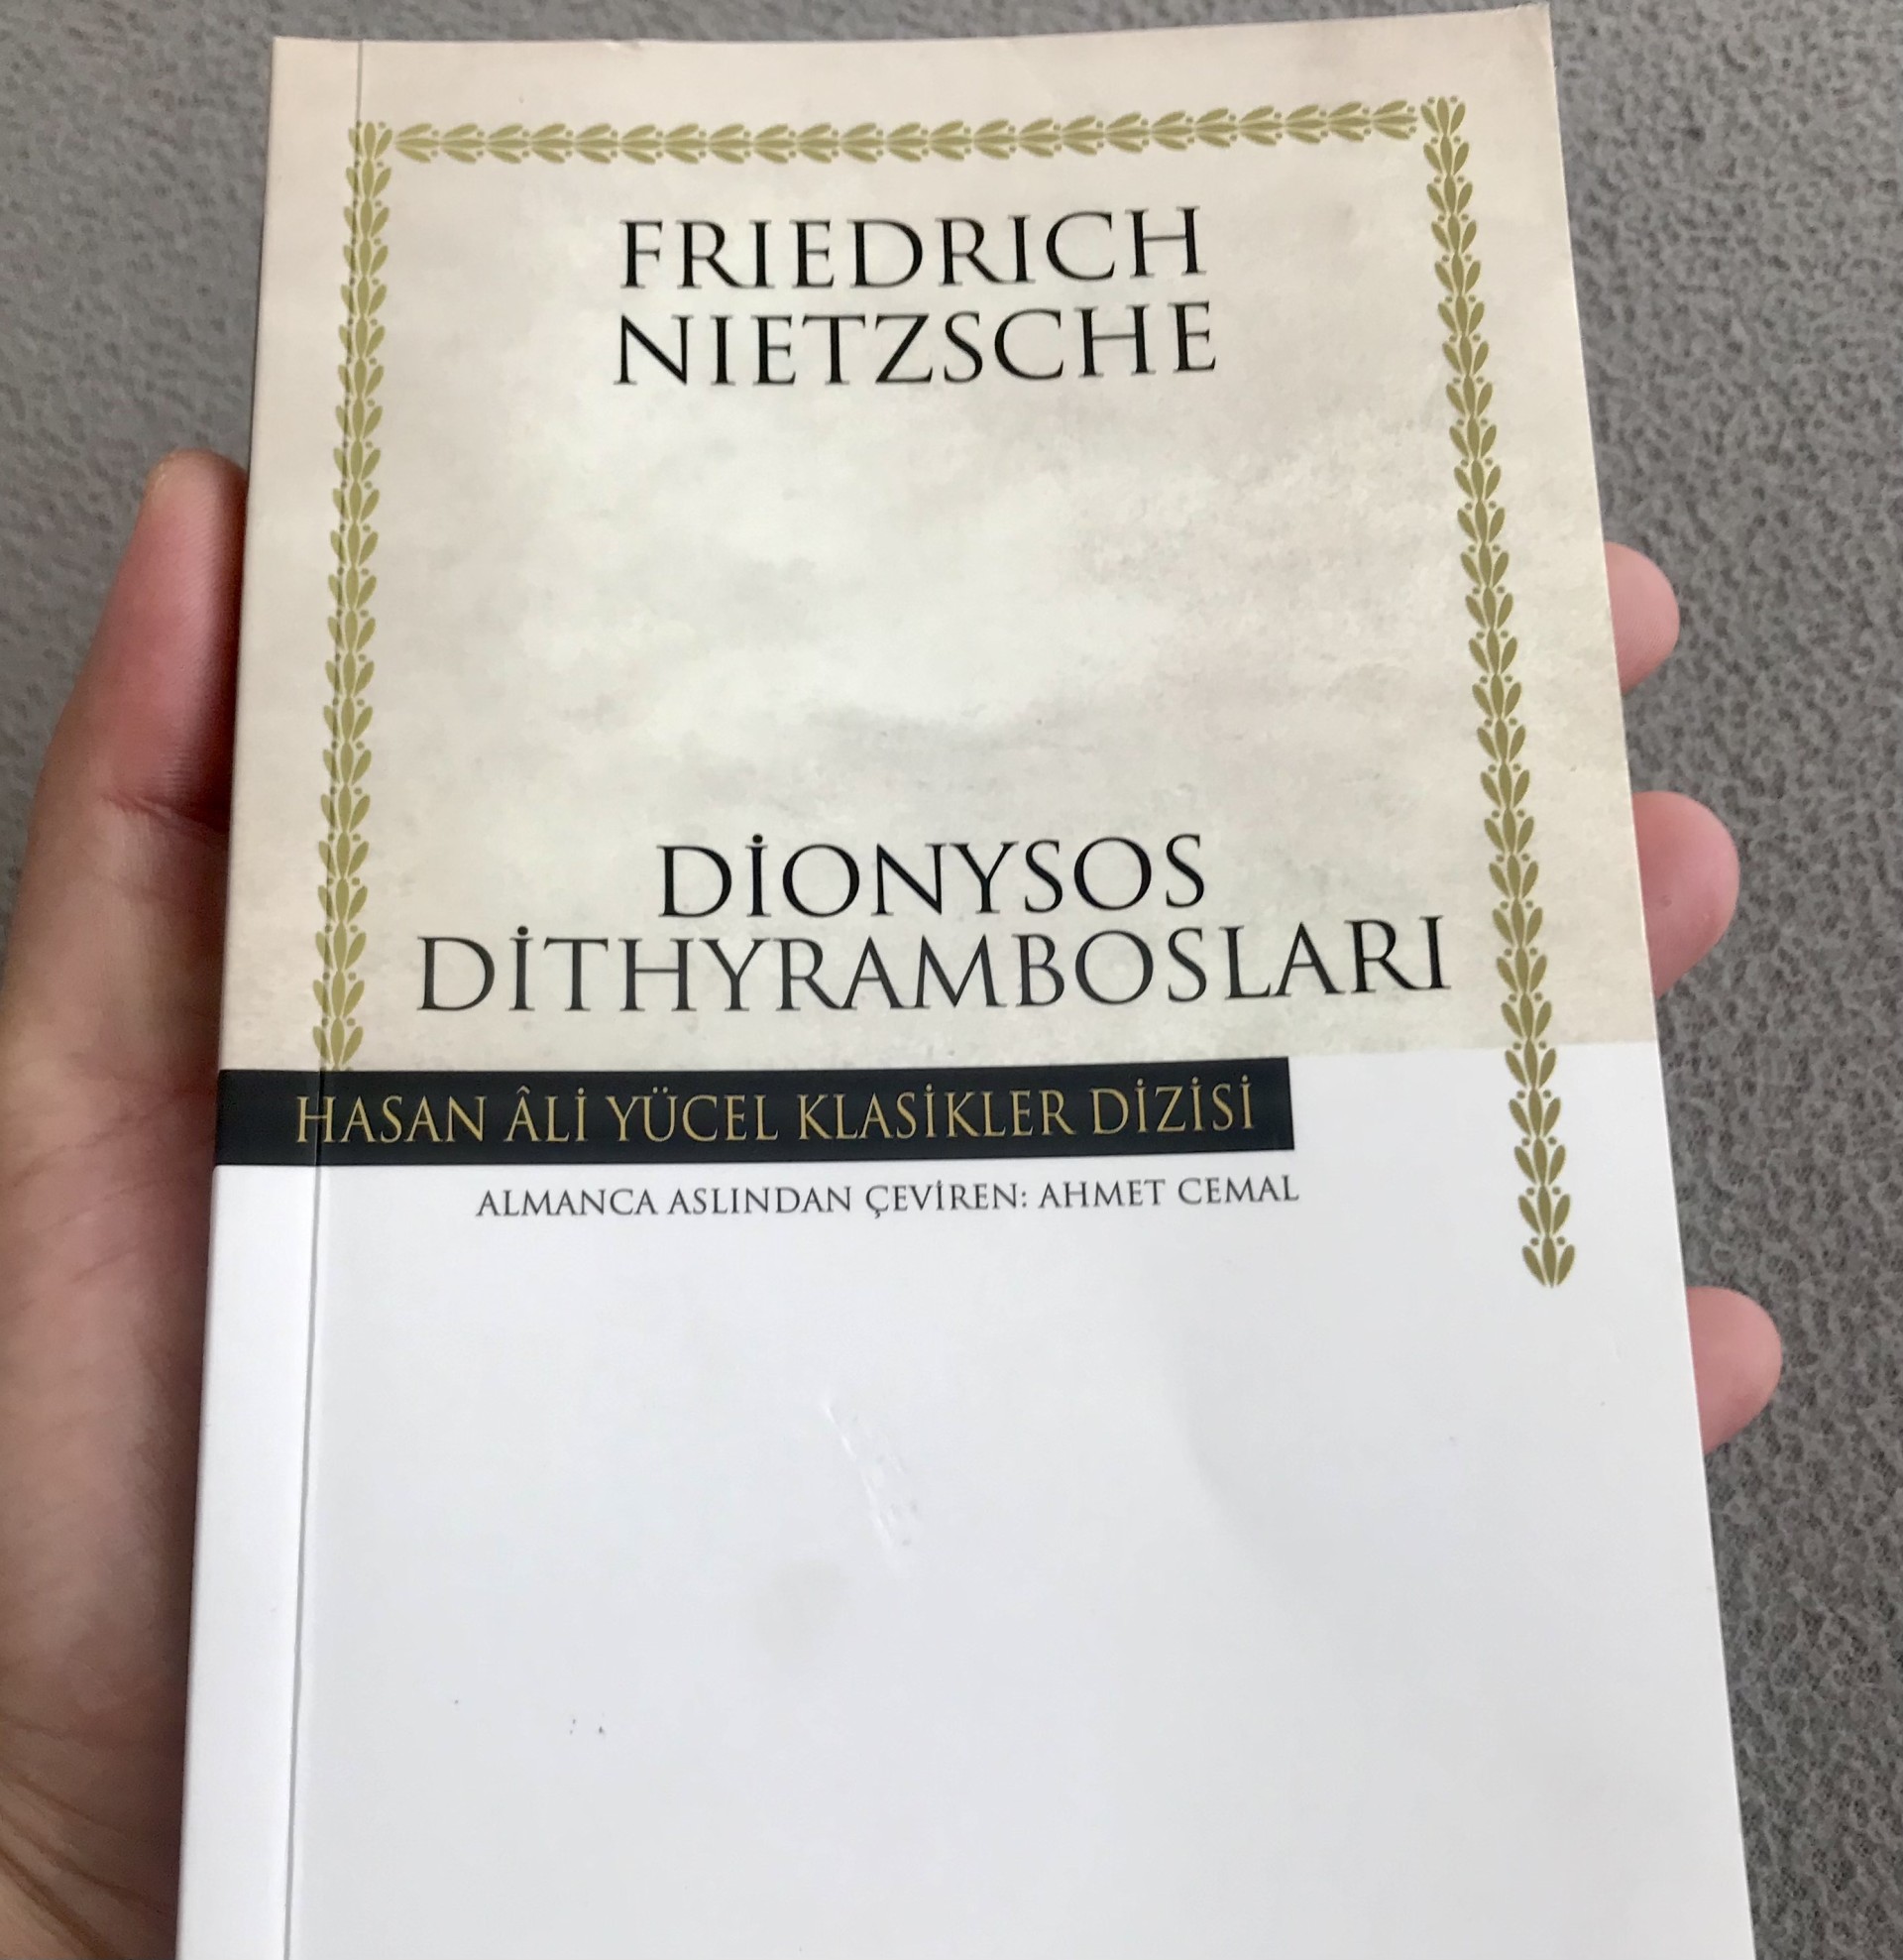 FRIEDRICH
NIETZSCHE
DİONYSOS
DİTHYRAMBOSLARI
HASAN ÂLİ YÜCEL KLASİKLER DİZİSİ
ALMANCA ASLINDAN ÇEVİREN: AHMET CEMAL